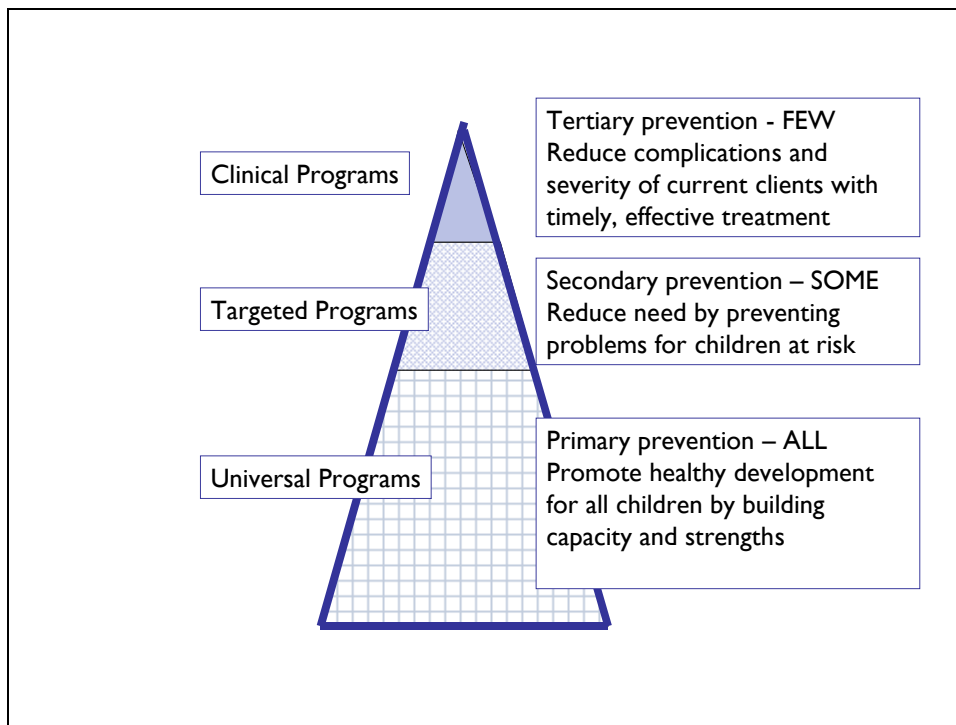 Clinical Programs
Tertiary prevention - FEW
Reduce complications and
severity of current clients with
timely, effective treatment
Targeted Programs
Secondary prevention – SOME
Reduce need by preventing
problems for children at risk
Universal Programs
Primary prevention – ALL
Promote healthy development
for all children by building
capacity and strengths